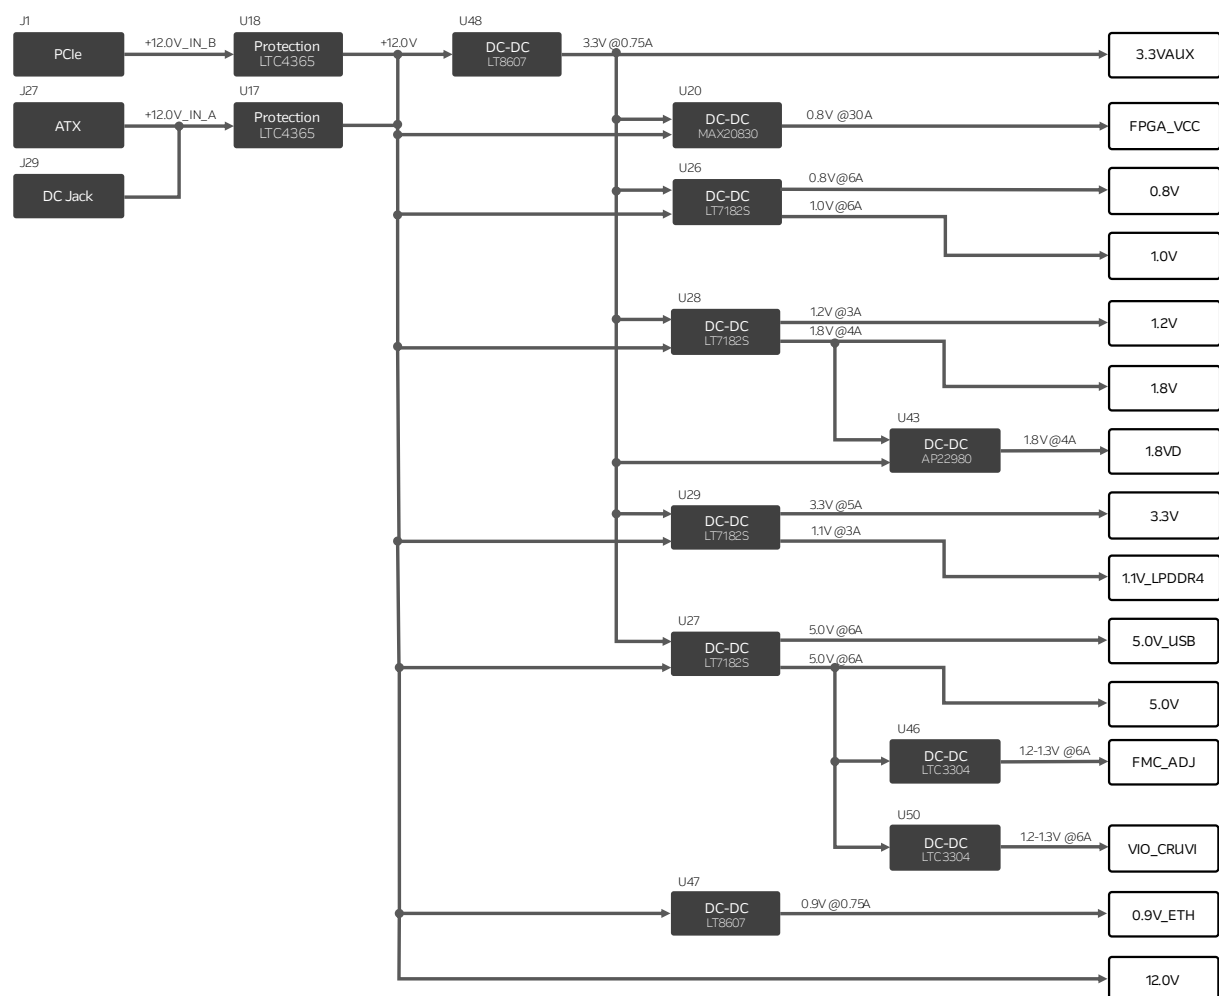 J1
PCIe
+12.0V_IN_B
U18
Protection
LTC4365
+12.0V
U48
DC-DC
LT8607
3.3V @0.75A
3.3VAUX
J27
ATX
+12.0V_IN_A
U17
Protection
LTC4365
U20
DC-DC
MAX20830
0.8V @30A
FPGA_VCC
J29
DC Jack
U26
DC-DC
LT7182S
0.8V@6A
0.8V
1.0V@6A
1.0V
U28
DC-DC
LT7182S
1.2V@3A
1.2V
1.8V@4A
1.8V
U43
DC-DC
AP22980
1.8V@4A
1.8VD
U29
DC-DC
LT7182S
3.3V @5A
3.3V
1.1V @3A
1.1V_LPDDR4
U27
DC-DC
LT7182S
5.0V @6A
5.0V_USB
5.0V@6A
5.0V
U46
DC-DC
LTC3304
1.2-1.3V @6A
FMC_ADJ
U50
DC-DC
LTC3304
1.2-1.3V @6A
VIO_CRUVI
U47
DC-DC
LT8607
0.9V @0.75A
0.9V_ETH
12.0V